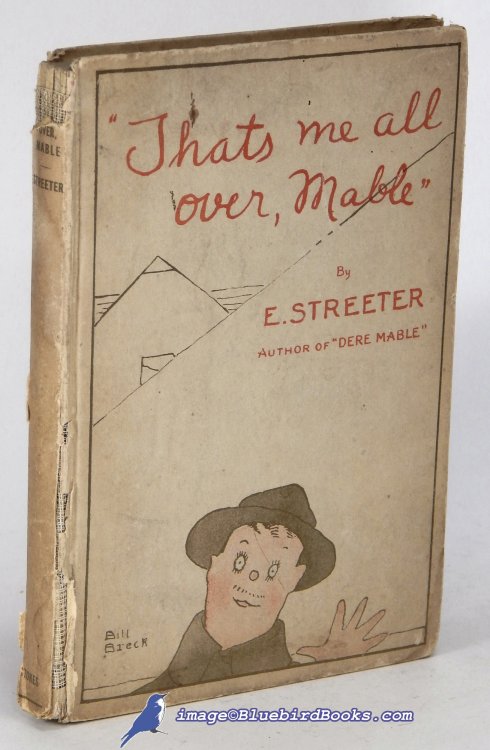 "Thats me all
over, Mable"
By
E. STREETER
AUTHOR OF "DERE MABLE"
Bill
Breck
OVER,
MABLE
STREETER
image©BluebirdBooks.com